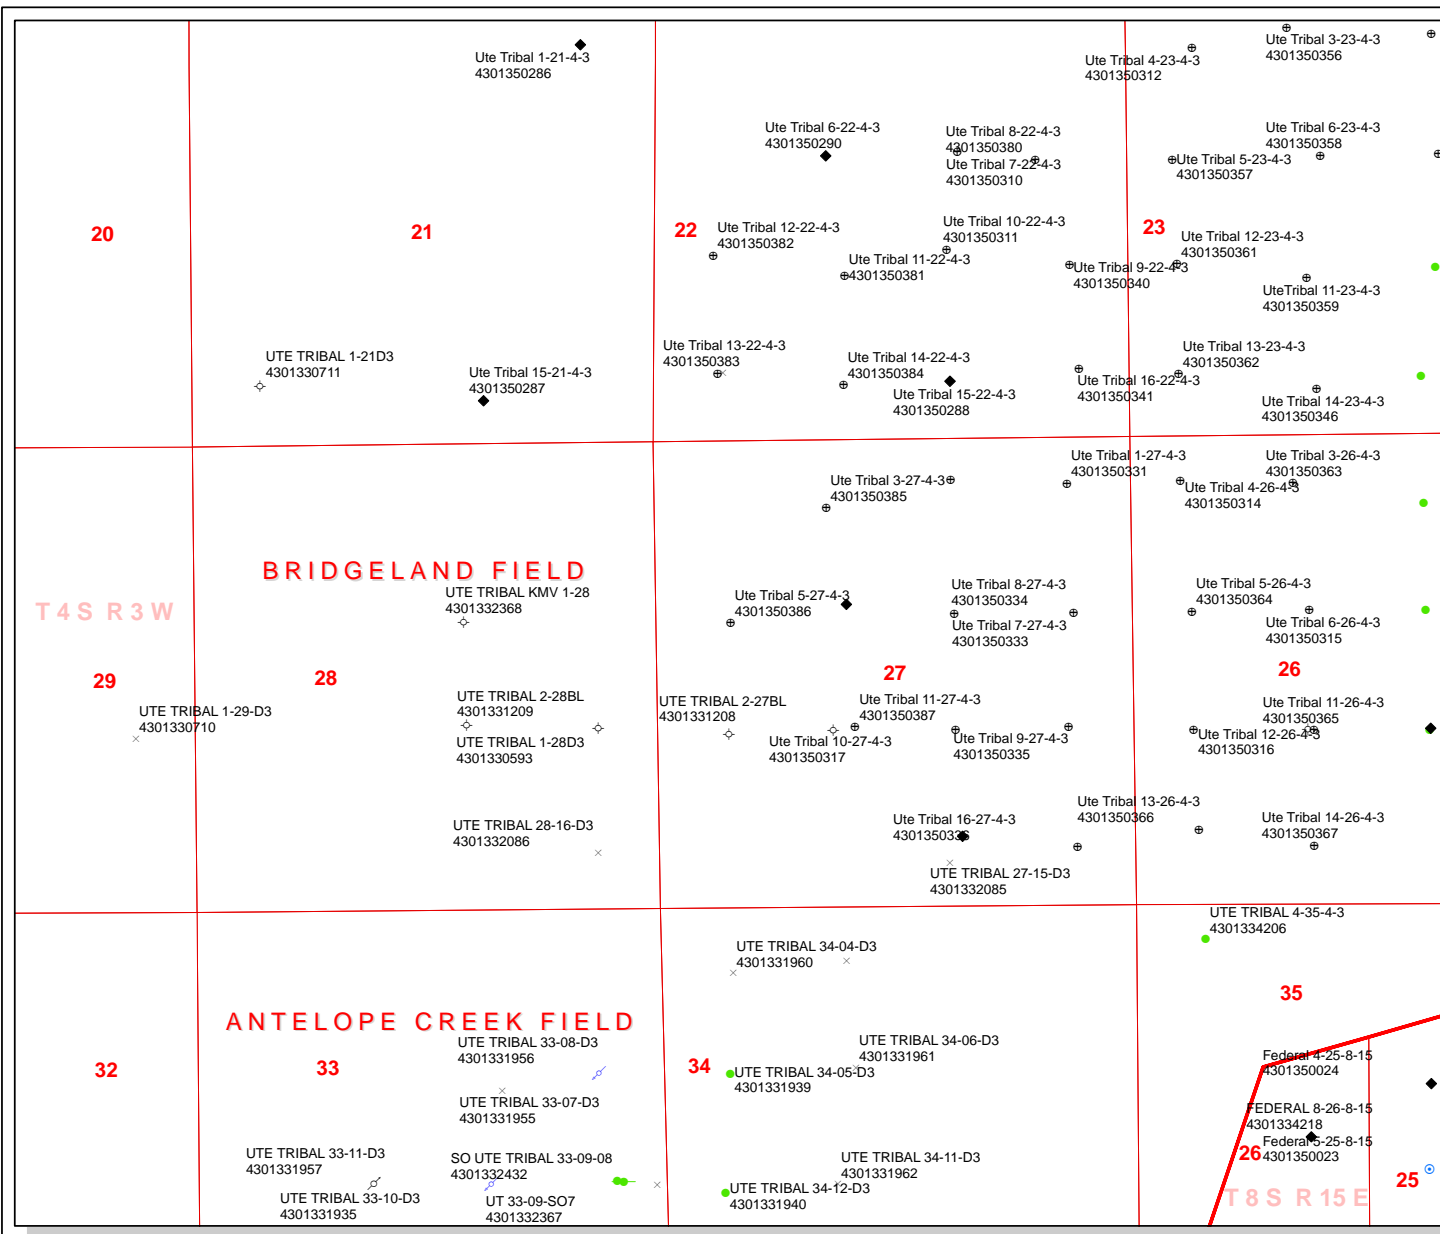 Ute Tribal 1-21-4-3
4301350286
Ute Tribal 4-23-4-3
4301350312
Ute Tribal 3-23-4-3
4301350356
Ute Tribal 6-22-4-3
4301350290
Ute Tribal 8-22-4-3
4301350380
Ute Tribal 7-22-4-3
4301350310
Ute Tribal 5-23-4-3
4301350357
Ute Tribal 6-23-4-3
4301350358
20
21
22
23
Ute Tribal 12-22-4-3
4301350382
Ute Tribal 11-22-4-3
4301350381
Ute Tribal 10-22-4-3
4301350311
Ute Tribal 9-22-4-3
4301350340
Ute Tribal 12-23-4-3
4301350361
UteTribal 11-23-4-3
4301350359
UTE TRIBAL 1-21D3
4301330711
Ute Tribal 15-21-4-3
4301350287
Ute Tribal 13-22-4-3
4301350383
Ute Tribal 14-22-4-3
4301350384
Ute Tribal 15-22-4-3
4301350288
Ute Tribal 16-22-4-3
4301350341
Ute Tribal 13-23-4-3
4301350362
Ute Tribal 14-23-4-3
4301350346
Ute Tribal 3-27-4-3
4301350385
Ute Tribal 1-27-4-3
4301350331
Ute Tribal 4-26-4-3
4301350314
Ute Tribal 3-26-4-3
4301350363
BRIDGELAND FIELD
T4S R3W
UTE TRIBAL KMV 1-28
4301332368
Ute Tribal 5-27-4-3
4301350386
Ute Tribal 8-27-4-3
4301350334
Ute Tribal 7-27-4-3
4301350333
Ute Tribal 5-26-4-3
4301350364
Ute Tribal 6-26-4-3
4301350315
29
28
27
26
UTE TRIBAL 1-29-D3
4301330710
UTE TRIBAL 2-28BL
4301331209
UTE TRIBAL 1-28D3
4301330593
UTE TRIBAL 2-27BL
4301331208
Ute Tribal 11-27-4-3
4301350387
Ute Tribal 10-27-4-3
4301350317
Ute Tribal 9-27-4-3
4301350335
Ute Tribal 11-26-4-3
4301350365
Ute Tribal 12-26-4-3
4301350316
UTE TRIBAL 28-16-D3
4301332086
Ute Tribal 16-27-4-3
4301350336
Ute Tribal 13-26-4-3
4301350366
Ute Tribal 14-26-4-3
4301350367
UTE TRIBAL 27-15-D3
4301332085
UTE TRIBAL 4-35-4-3
4301334206
UTE TRIBAL 34-04-D3
4301331960
ANTELOPE CREEK FIELD
35
32
33
34
UTE TRIBAL 33-08-D3
4301331956
UTE TRIBAL 34-06-D3
4301331961
UTE TRIBAL 34-05-D3
4301331939
Federal 4-25-8-15
4301350024
UTE TRIBAL 33-07-D3
4301331955
FEDERAL 8-26-8-15
4301334218
Federal 5-25-8-15
4301350023
26
25
UTE TRIBAL 33-11-D3
4301331957
SO UTE TRIBAL 33-09-08
4301332432
UTE TRIBAL 34-11-D3
4301331962
UTE TRIBAL 33-10-D3
4301331935
UT 33-09-SO7
4301332367
UTE TRIBAL 34-12-D3
4301331940
T8S R15E